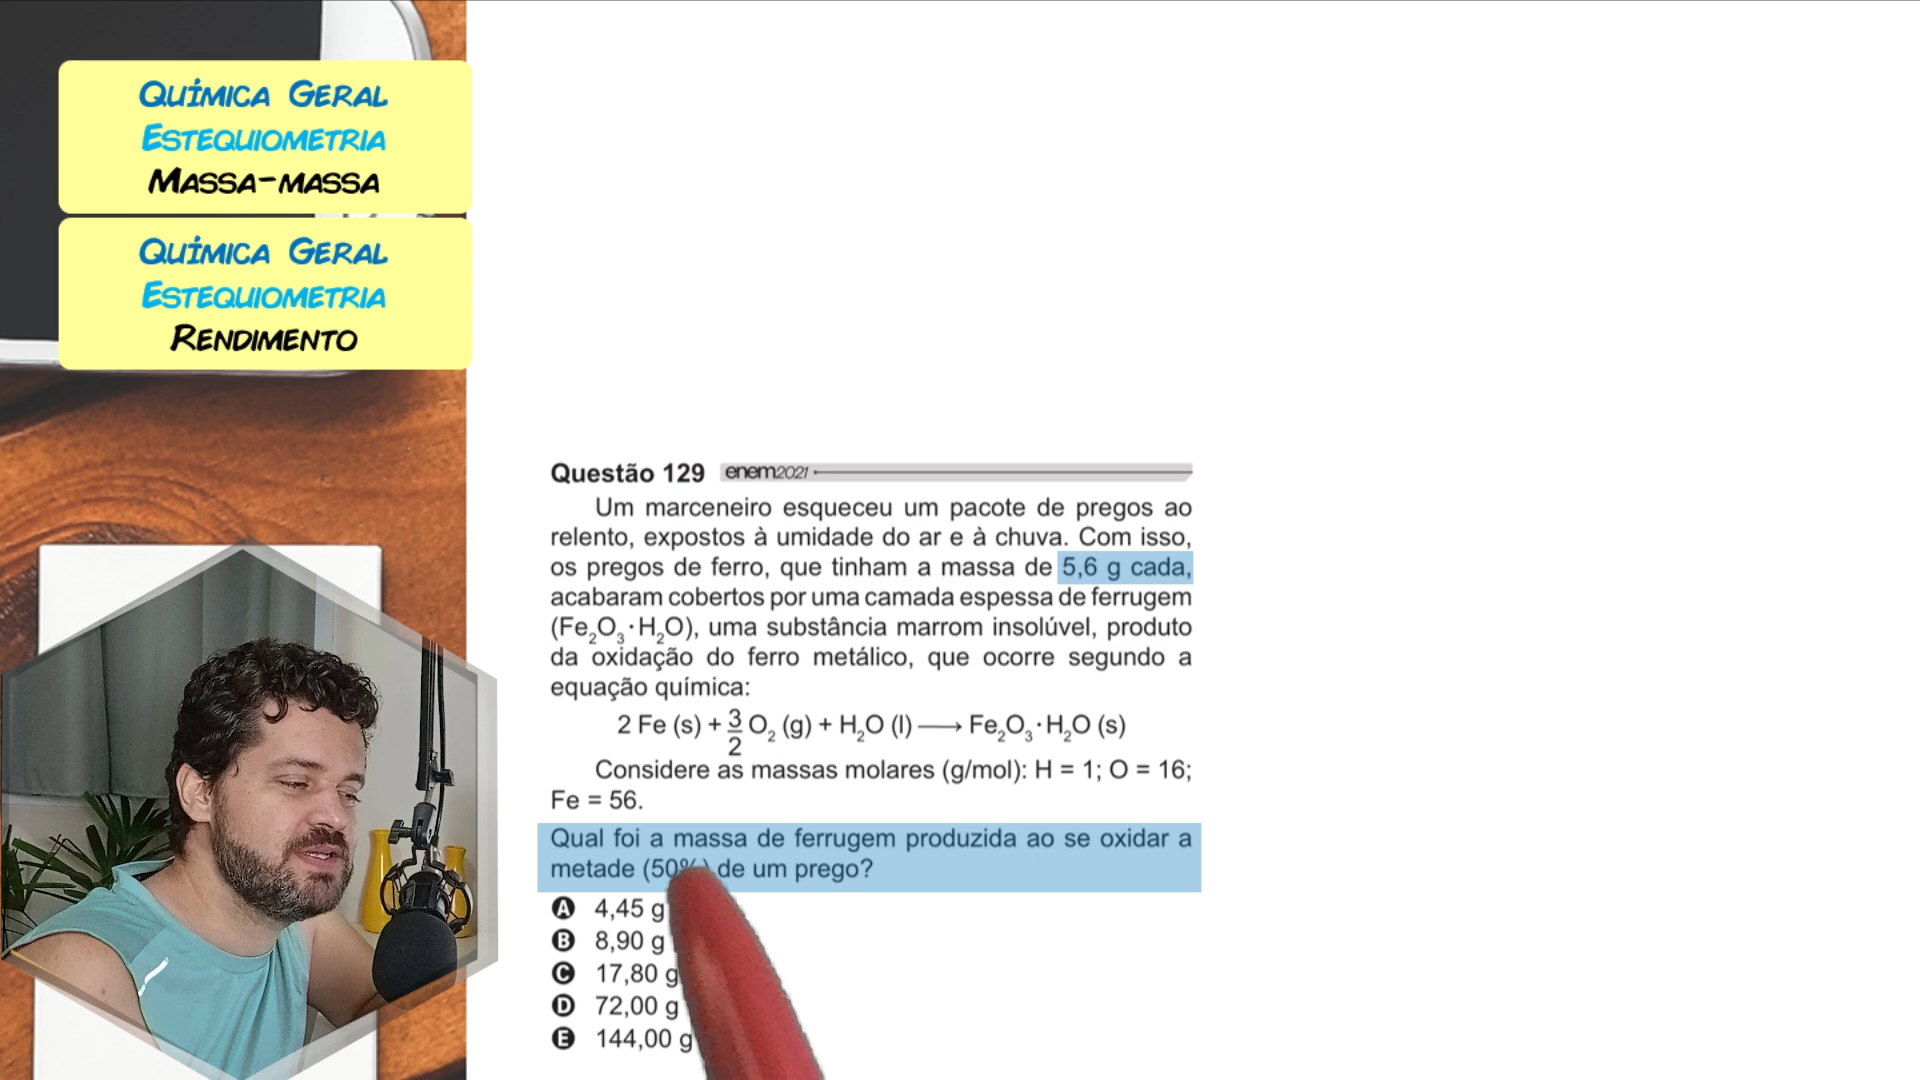 QUÍMICA GERAL
ESTEQUIOMETRIA
MASSA-MASSA
QUÍMICA GERAL
ESTEQUIOMETRIA
RENDIMENTO
Questão 129 enem2021
Um marceneiro esqueceu um pacote de pregos ao
relento, expostos à umidade do ar e à chuva. Com isso,
os pregos de ferro, que tinham a massa de 5,6 g cada,
acabaram cobertos por uma camada espessa de ferrugem
(Fe₂O₃·H₂O), uma substância marrom insolúvel, produto
da oxidação do ferro metálico, que ocorre segundo a
equação química:
2 Fe (s) + 3/2 O₂ (g) + H₂O (l) ⟶ Fe₂O₃·H₂O (s)
Considere as massas molares (g/mol): H = 1; O = 16;
Fe = 56.
Qual foi a massa de ferrugem produzida ao se oxidar a
metade (50%) de um prego?
A 4,45 g
B 8,90 g
C 17,80 g
D 72,00 g
E 144,00 g